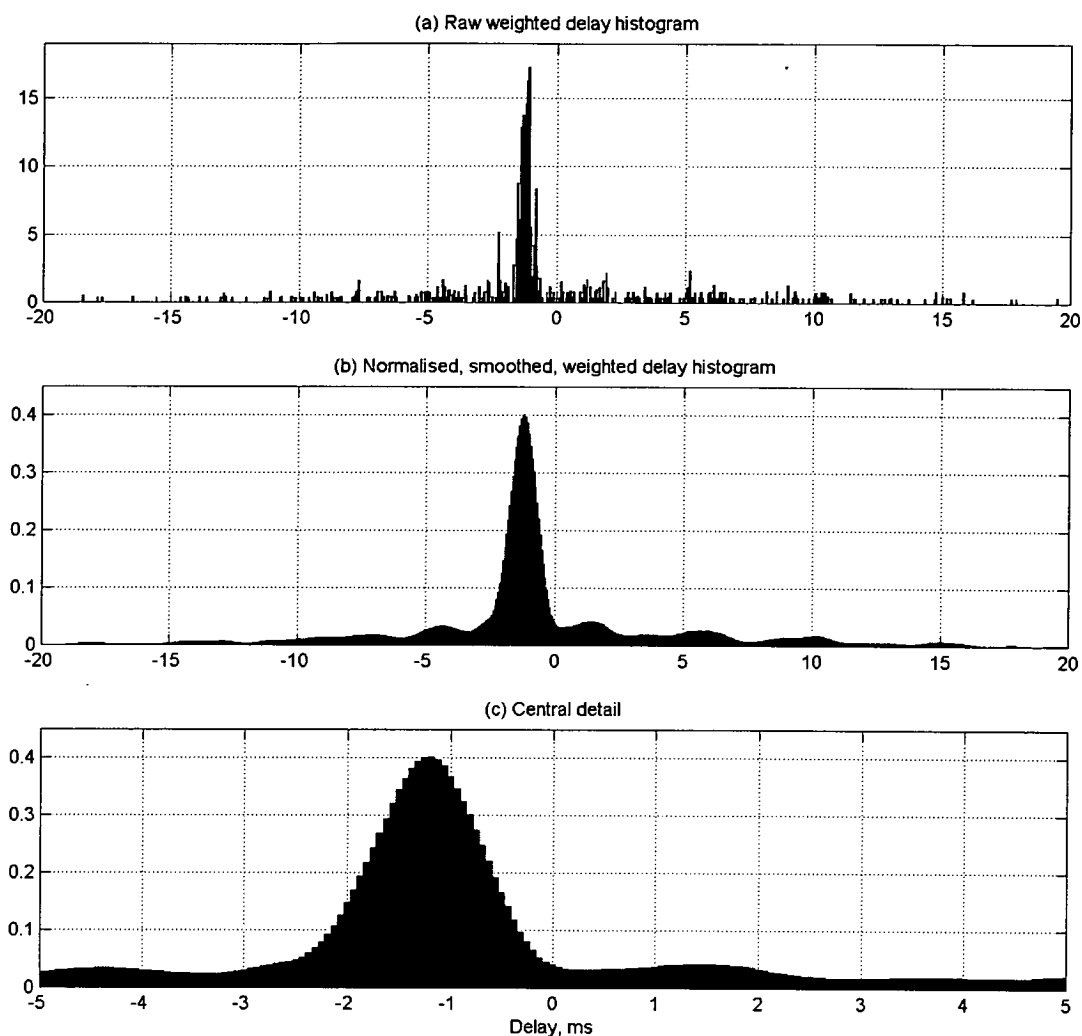 (a) Raw weighted delay histogram
15
10
5
0
-20 -15 -10 -5 0 5 10 15 20
(b) Normalised, smoothed, weighted delay histogram
0.4
0.3
0.2
0.1
0
-20 -15 -10 -5 0 5 10 15 20
(c) Central detail
0.4
0.3
0.2
0.1
0
-5 -4 -3 -2 -1 0 1 2 3 4 5
Delay, ms